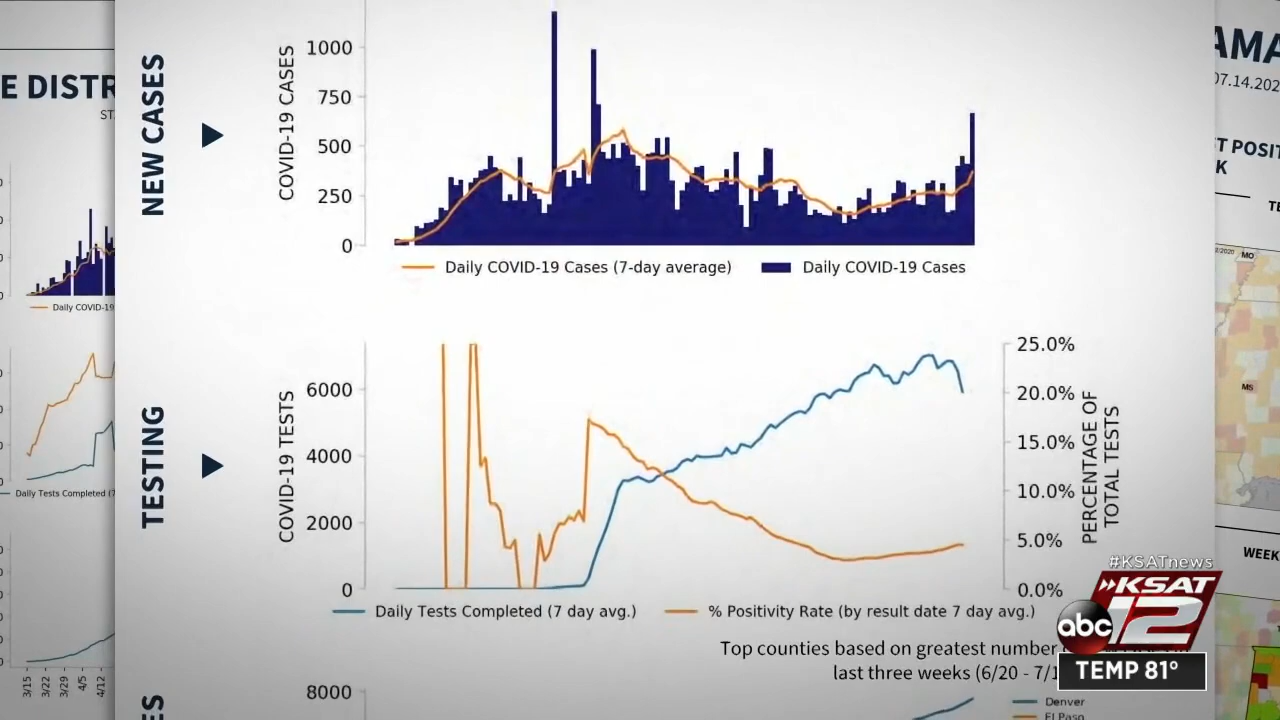 E DISTR
ST
NEW CASES
COVID-19 CASES
1000
750
500
250
0
Daily COVID-19 Cases (7-day average)
Daily COVID-19 Cases
TESTING
COVID-19 TESTS
6000
4000
2000
0
25.0%
20.0%
15.0%
10.0%
5.0%
0.0%
PERCENTAGE OF
TOTAL TESTS
Daily Tests Completed (7 day avg.)
% Positivity Rate (by result date 7 day avg.)
Top counties based on greatest number
last three weeks (6/20 - 7/1
8000
Denver
El Paso
ES
Daily COVID-19
Daily Tests Completed (7
3/15
3/22
3/29
4/5
4/12
AMA
07.14.202
T POSIT
K
TE
MO
MS
WEEK
#KSATnews
KSAT
12
abc
TEMP 81°